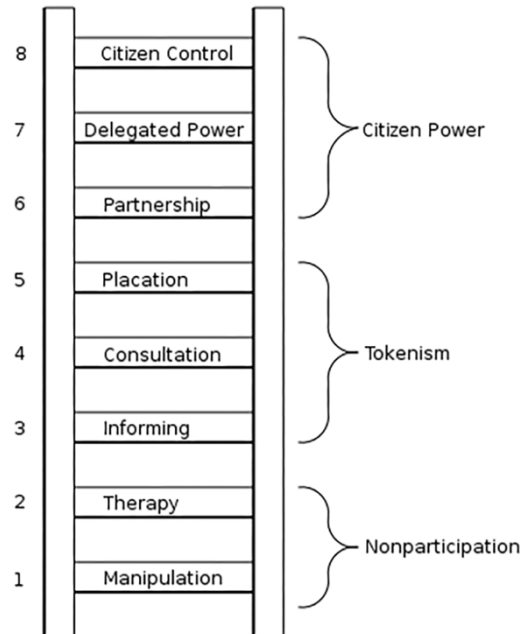 8 Citizen Control
7 Delegated Power Citizen Power
6 Partnership
5 Placation
4 Consultation Tokenism
3 Informing
2 Therapy
Nonparticipation
1 Manipulation